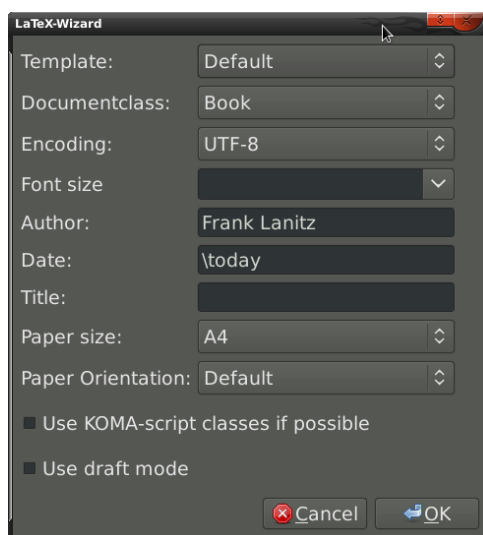 LaTeX-Wizard
Template: Default
Documentclass: Book
Encoding: UTF-8
Font size
Author: Frank Lanitz
Date: \today
Title:
Paper size: A4
Paper Orientation: Default
Use KOMA-script classes if possible
Use draft mode
Cancel OK